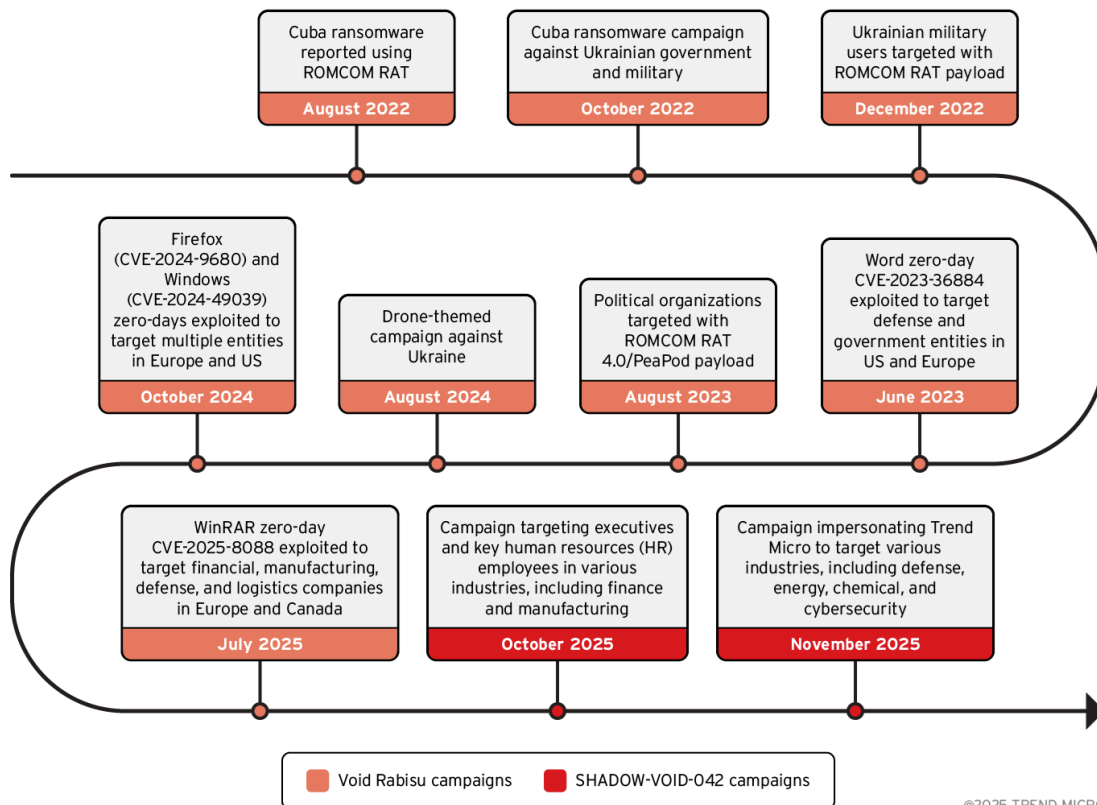 Cuba ransomware
reported using
ROMCOM RAT
August 2022
Cuba ransomware campaign
against Ukrainian government
and military
October 2022
Ukrainian military
users targeted with
ROMCOM RAT payload
December 2022
Word zero-day
CVE-2023-36884
exploited to target
defense and
government entities in
US and Europe
June 2023
Political organizations
targeted with
ROMCOM RAT
4.0/PeaPod payload
August 2023
Drone-themed
campaign against
Ukraine
August 2024
Firefox
(CVE-2024-9680) and
Windows
(CVE-2024-49039)
zero-days exploited to
target multiple entities
in Europe and US
October 2024
WinRAR zero-day
CVE-2025-8088 exploited to
target financial, manufacturing,
defense, and logistics companies
in Europe and Canada
July 2025
Campaign targeting executives
and key human resources (HR)
employees in various
industries, including finance
and manufacturing
October 2025
Campaign impersonating Trend
Micro to target various
industries, including defense,
energy, chemical, and
cybersecurity
November 2025
Void Rabisu campaigns
SHADOW-VOID-042 campaigns
©2025 TREND